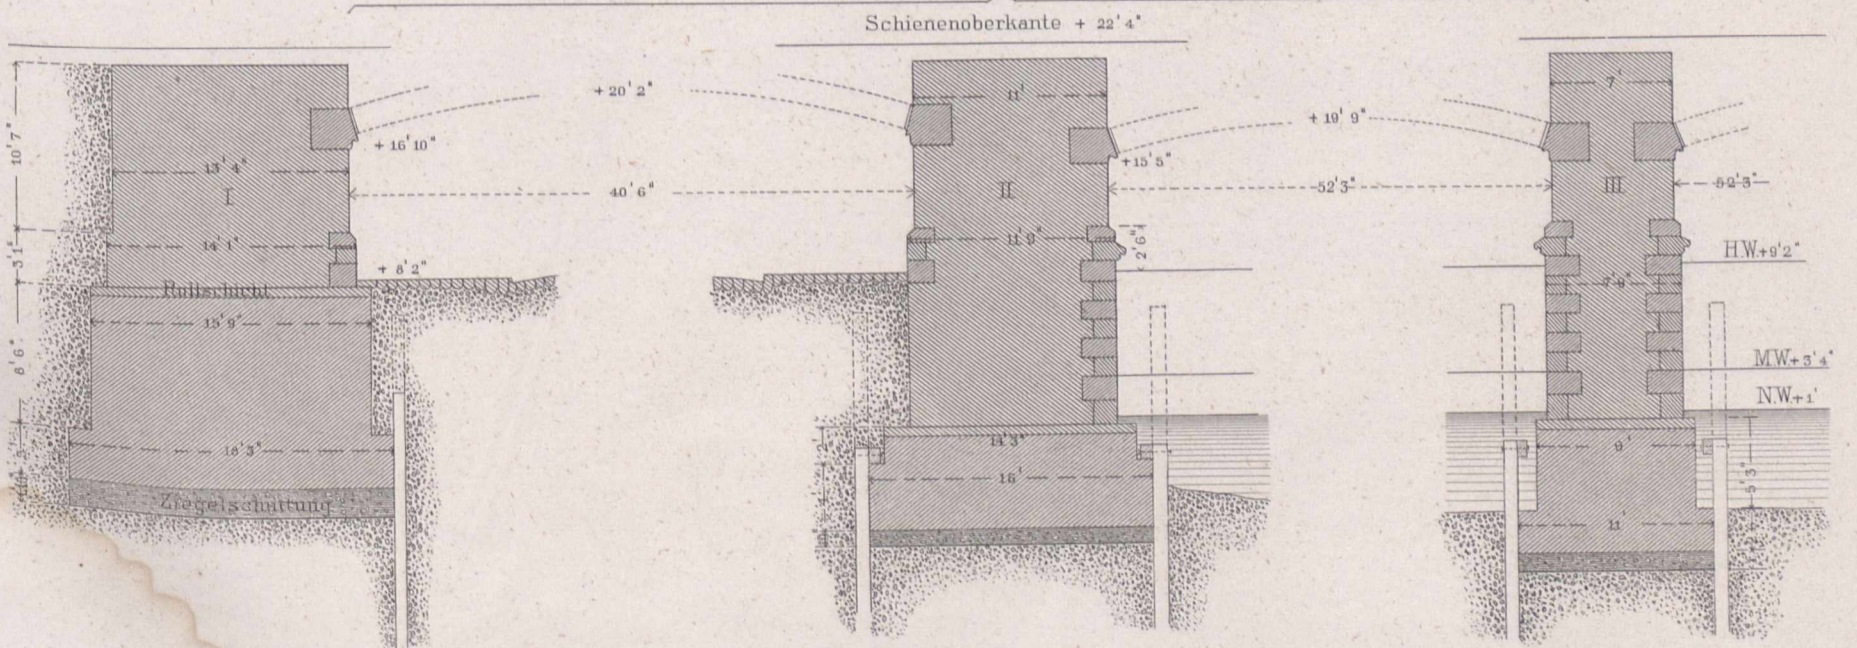 Schienenoberkante + 22' 4"
+ 20' 2"
11'
7'
+ 19' 9"
+ 16' 10"
+ 15' 5"
10' 7"
13' 4"
I
40' 6"
II
52' 3"
III
52' 3"
14' 1"
11' 9"
2' 6"
H.W.+9' 2"
3' 1"
+ 8' 2"
Rollschicht
7' 9"
15' 9"
8' 6"
M.W.+3' 4"
N.W.+1'
18' 3"
14' 3"
9'
16'
5' 3"
Ziegelschüttung
11'